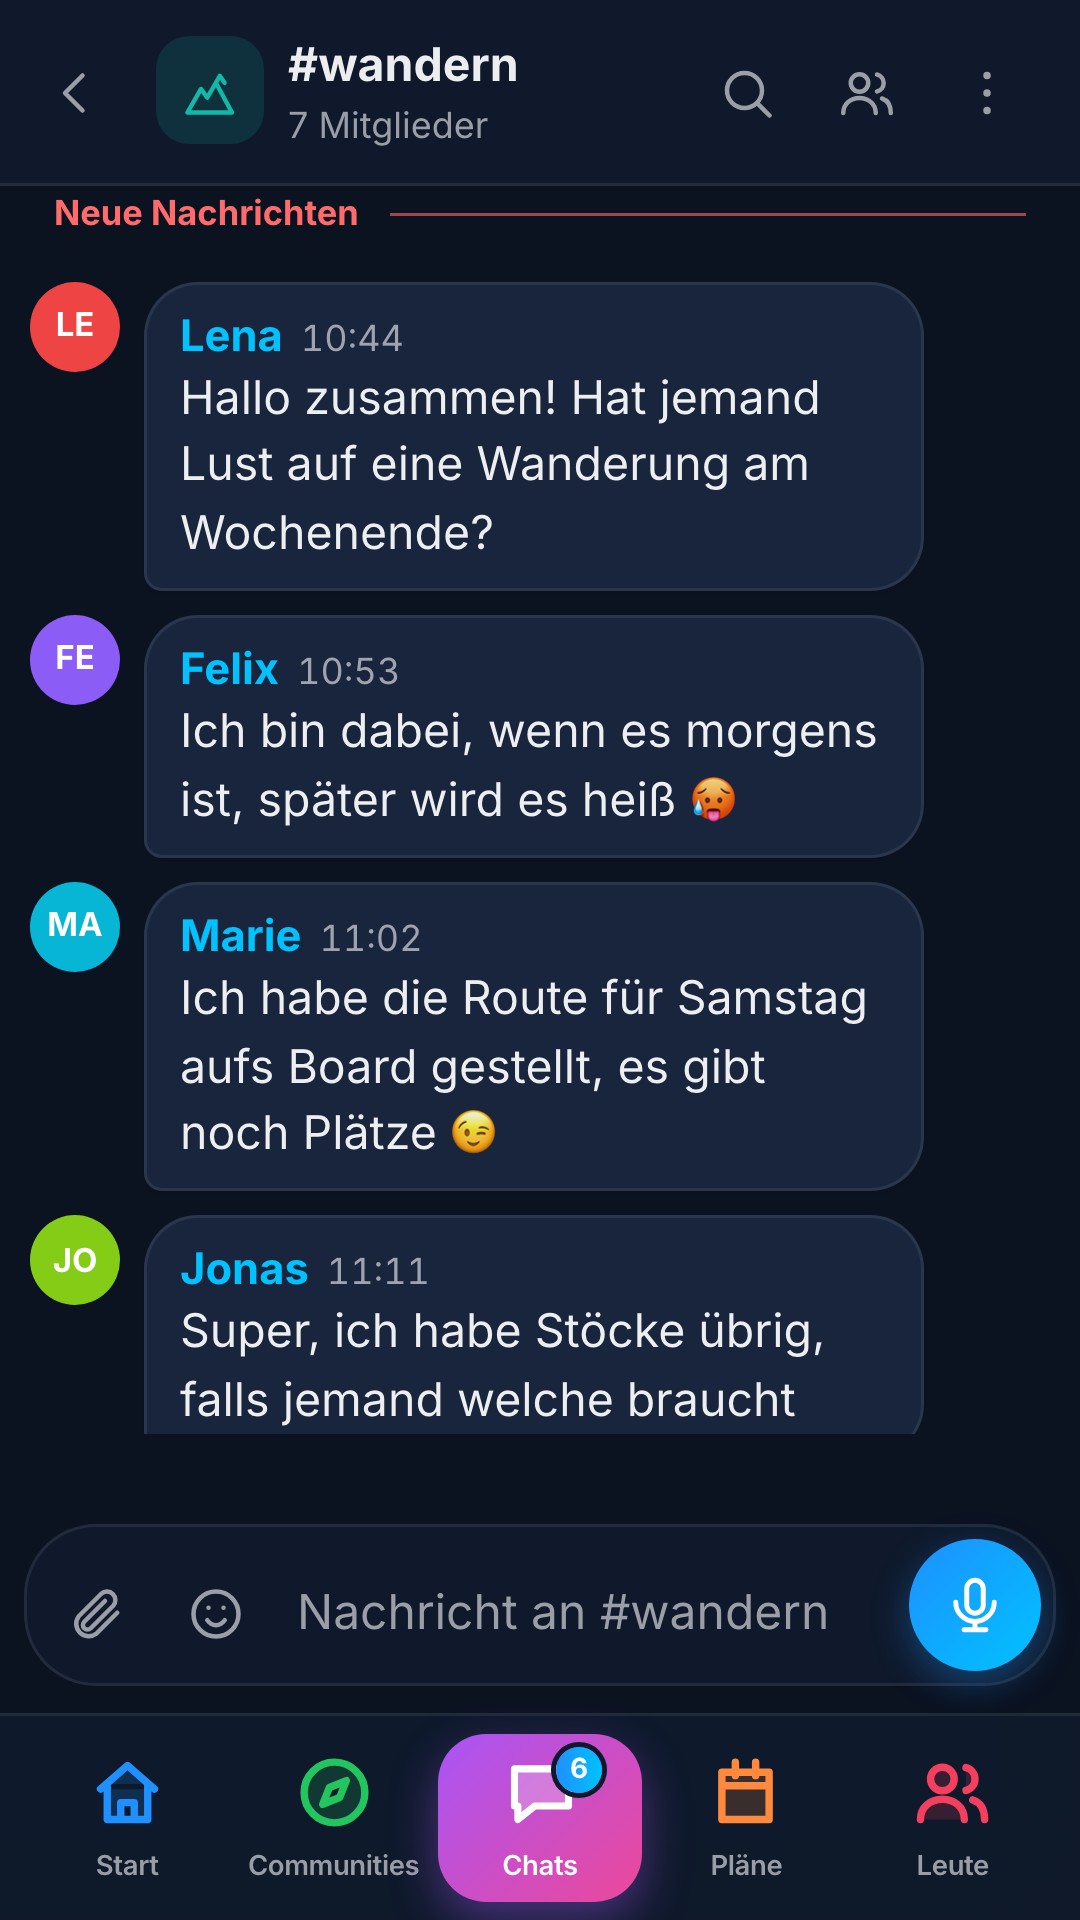 #wandern
7 Mitglieder
Neue Nachrichten
LE
Lena 10:44
Hallo zusammen! Hat jemand
Lust auf eine Wanderung am
Wochenende?
FE
Felix 10:53
Ich bin dabei, wenn es morgens
ist, später wird es heiß 🥵
MA
Marie 11:02
Ich habe die Route für Samstag
aufs Board gestellt, es gibt
noch Plätze 😉
JO
Jonas 11:11
Super, ich habe Stöcke übrig,
falls jemand welche braucht
Nachricht an #wandern
6
Start Communities Chats Pläne Leute